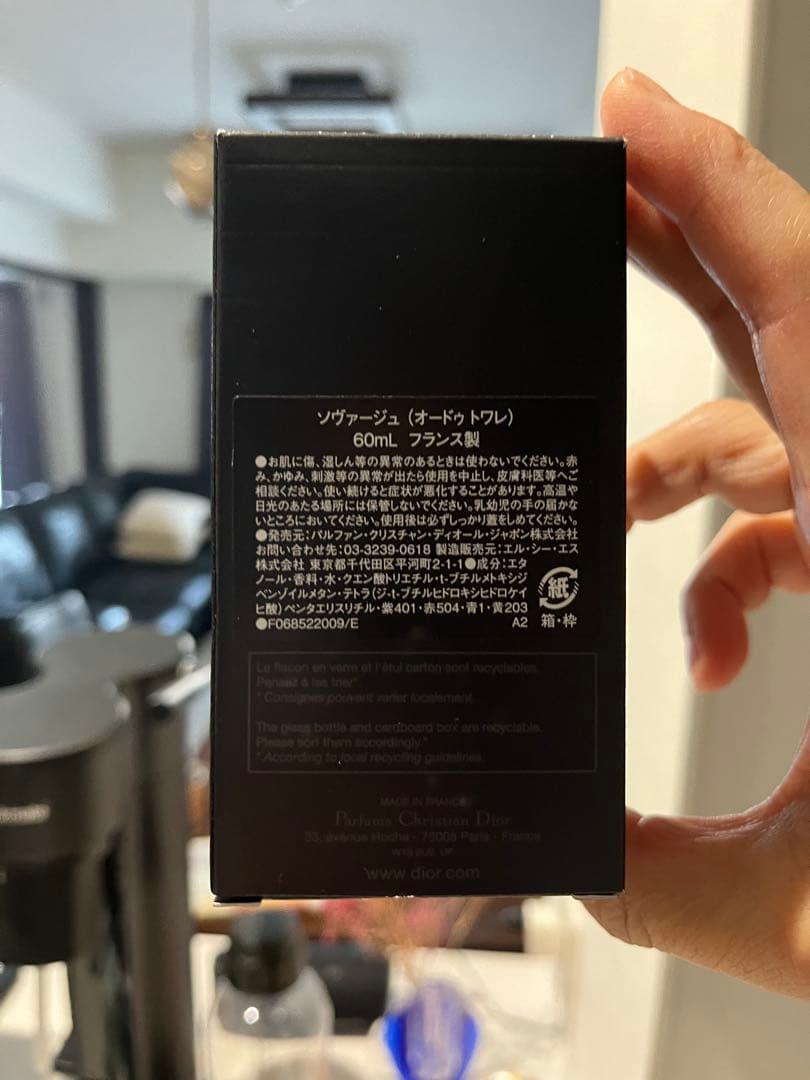 ソヴァージュ (オードゥ トワレ)
60mL フランス製
●お肌に傷、湿しん等の異常のあるときは使わないでください。赤
み、かゆみ、刺激等の異常が出たら使用を中止し、皮膚科医等へご
相談ください。使い続けると症状が悪化することがあります。高温や
日光のあたる場所には保管しないでください。乳幼児の手の届かな
いところにおいてください。使用後は必ずしっかり蓋をしめてください。
●発売元:パルファン・クリスチャン・ディオール・ジャポン株式会社
お問い合わせ先:03-3239-0618 製造販売元:エル・シー・エス
株式会社 東京都千代田区平河町2-1-1●成分:エタ
ノール・香料・水・クエン酸トリエチル・t-ブチルメトキシジ
ベンゾイルメタン・テトラ(ジ-t-ブチルヒドロキシヒドロケイ
ヒ酸)ペンタエリスリチル・紫401・赤504・青1・黄203
●F068522009/E A2
紙
箱・枠
Le flacon en verre et l'étui carton sont recyclables.
Pensez à les trier*.
* Consignes pouvant varier localement.
The glass bottle and cardboard box are recyclable.
Please sort them accordingly.*
* According to local recycling guidelines.
MADE IN FRANCE
Parfums Christian Dior
33, avenue Hoche - 75008 Paris - France
www.dior.com